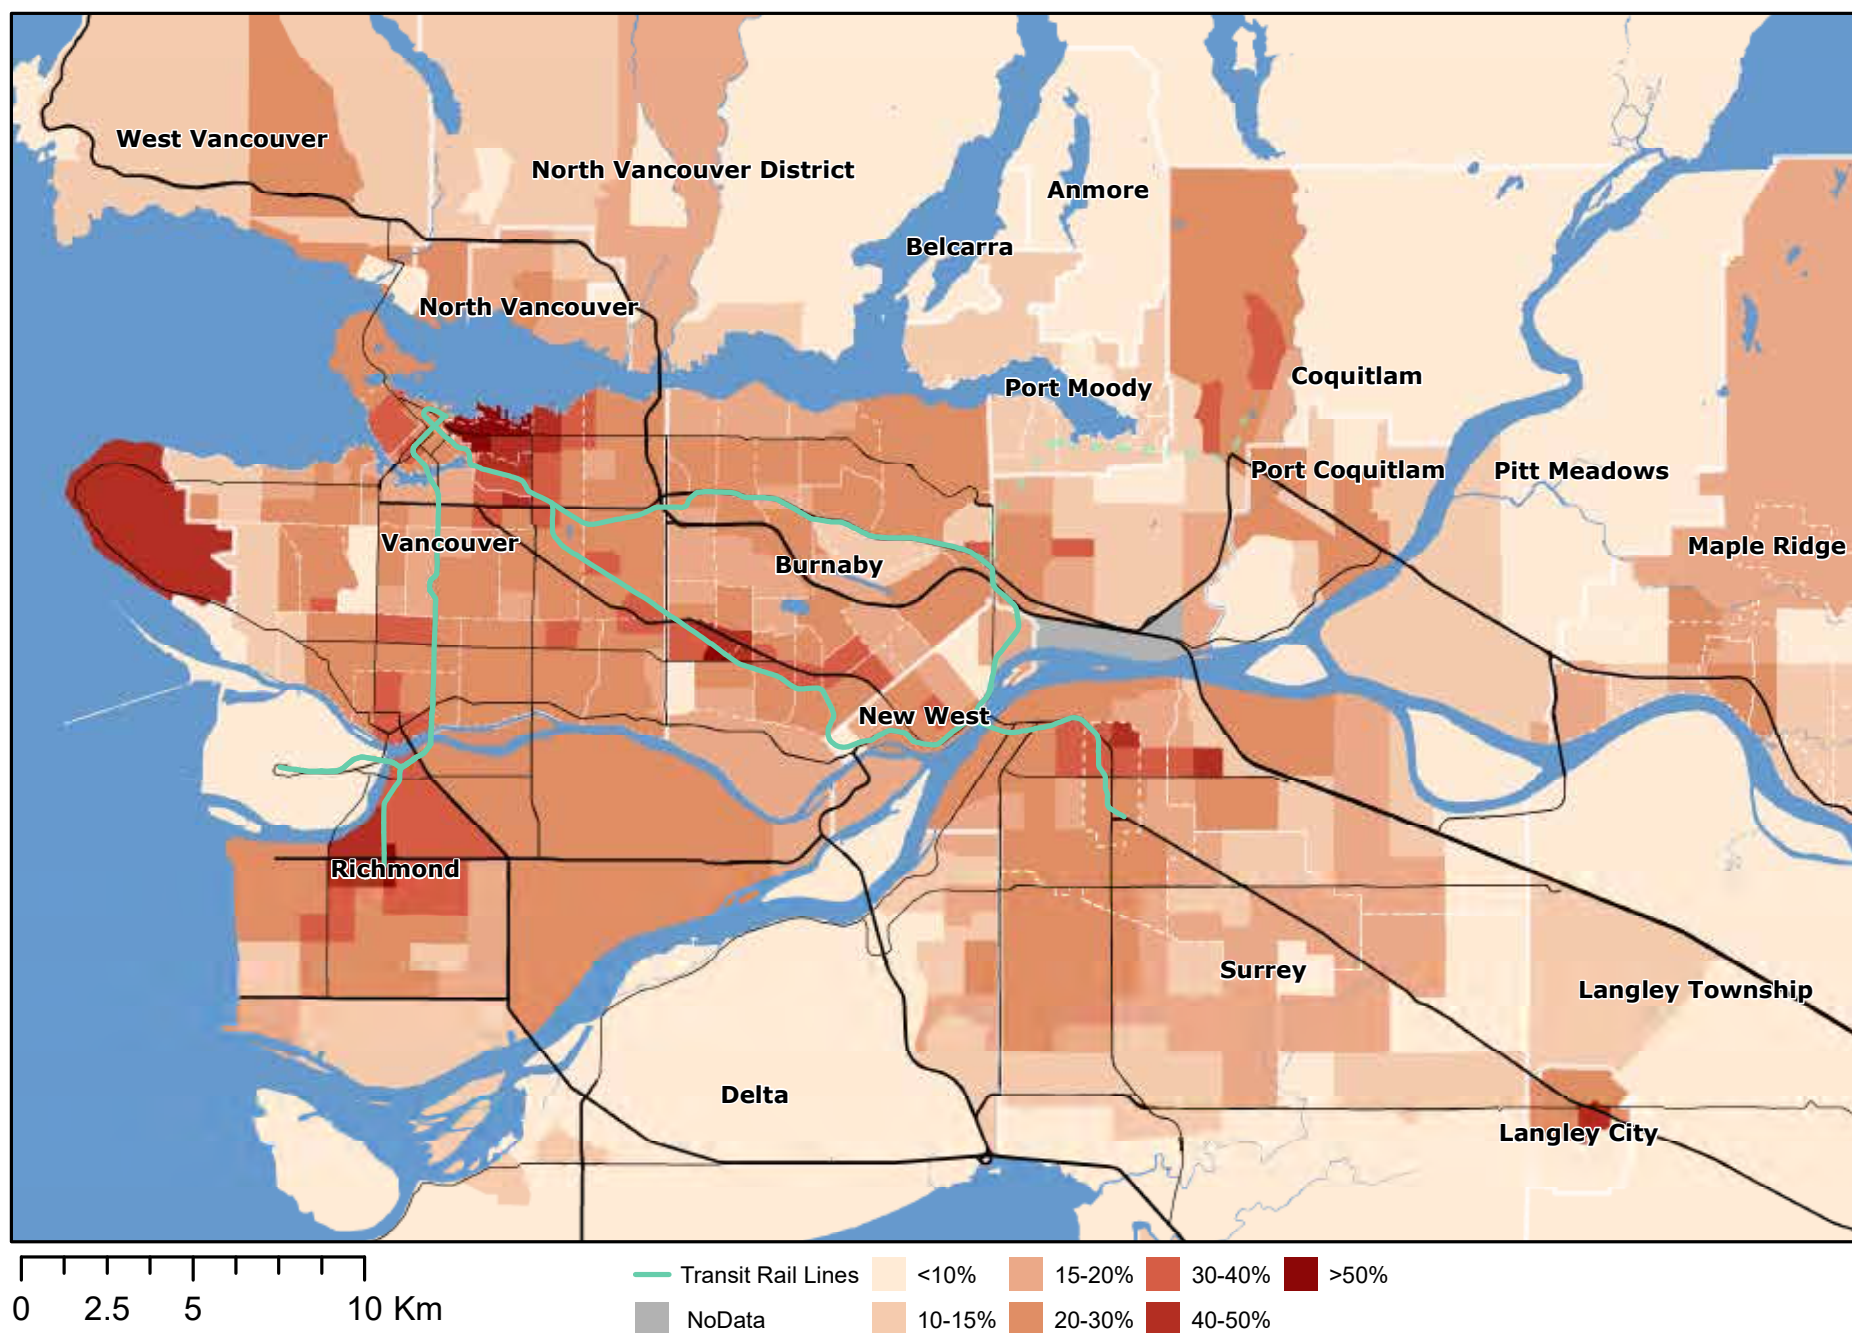 West Vancouver
North Vancouver District
Anmore
Belcarra
North Vancouver
Port Moody
Coquitlam
Port Coquitlam
Pitt Meadows
Vancouver
Burnaby
Maple Ridge
New West
Richmond
Surrey
Langley Township
Delta
Langley City
0 2.5 5 10 Km
Transit Rail Lines <10% 15-20% 30-40% >50%
NoData 10-15% 20-30% 40-50%